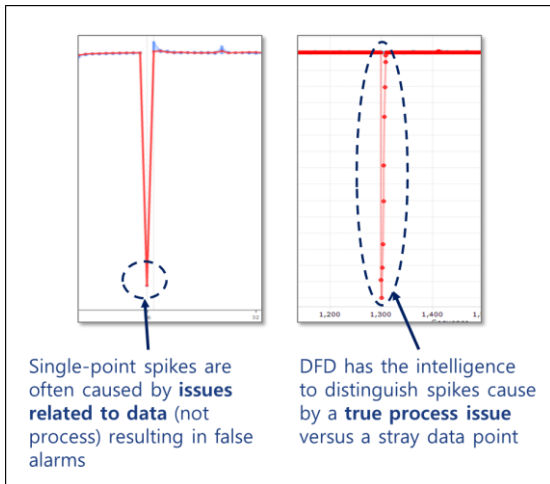 1,200 1,300 1,400 1,50
Single-point spikes are
often caused by issues
related to data (not
process) resulting in false
alarms
DFD has the intelligence
to distinguish spikes cause
by a true process issue
versus a stray data point